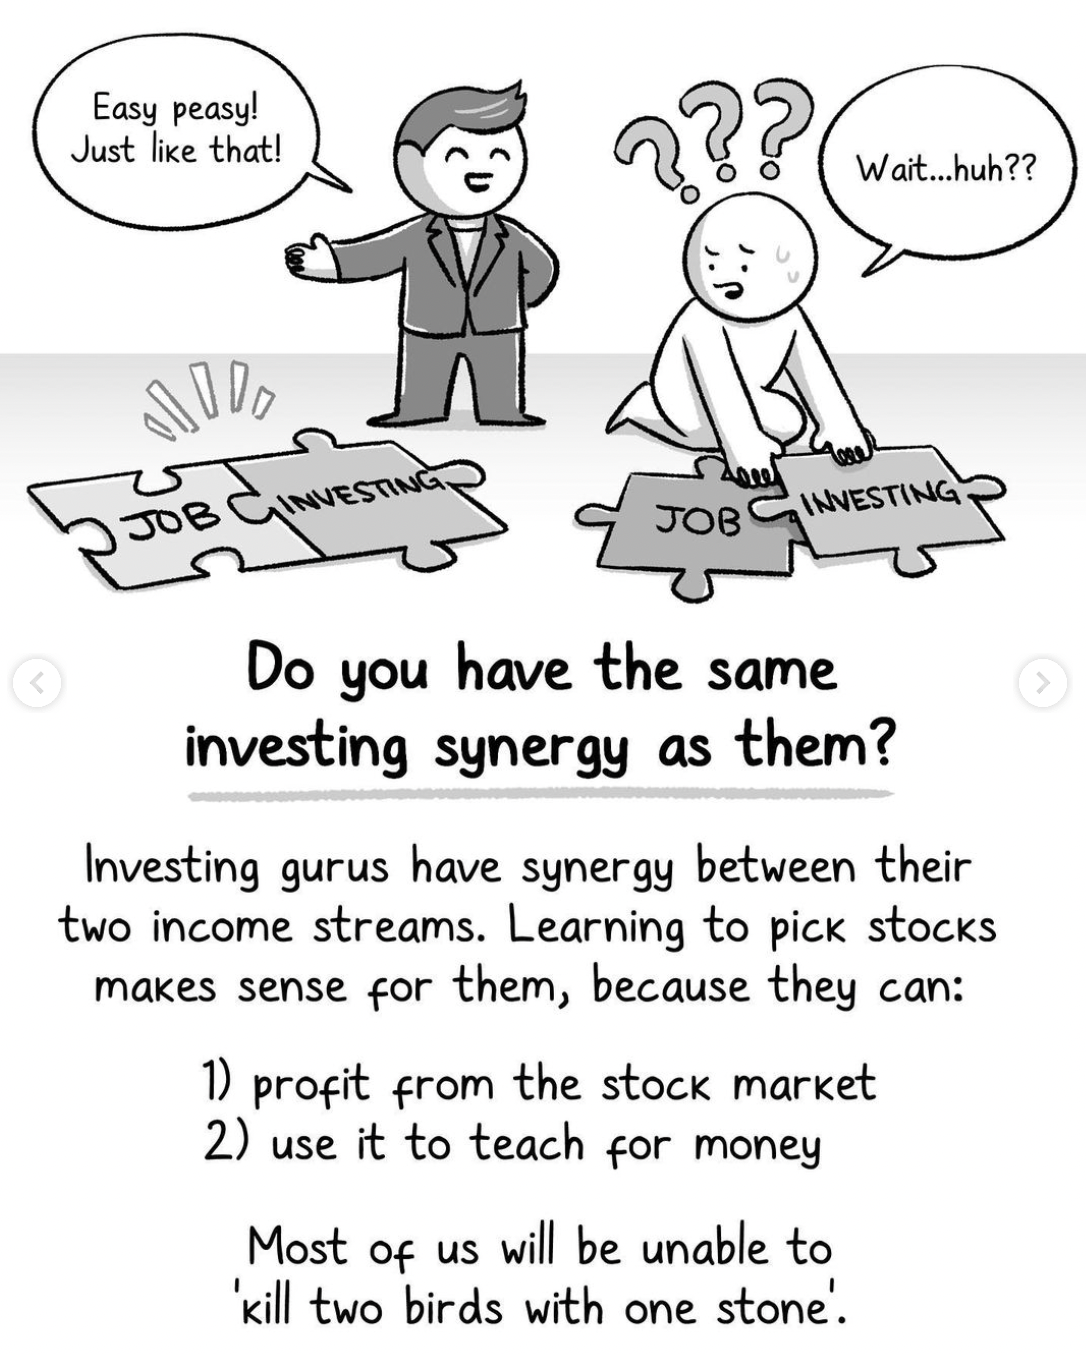 Easy peasy!
Just like that!
Wait...huh??
JOB
INVESTING
JOB
INVESTING
Do you have the same
investing synergy as them?
Investing gurus have synergy between their
two income streams. Learning to pick stocks
makes sense for them, because they can:
1) profit from the stock market
2) use it to teach for money
Most of us will be unable to
'kill two birds with one stone'.